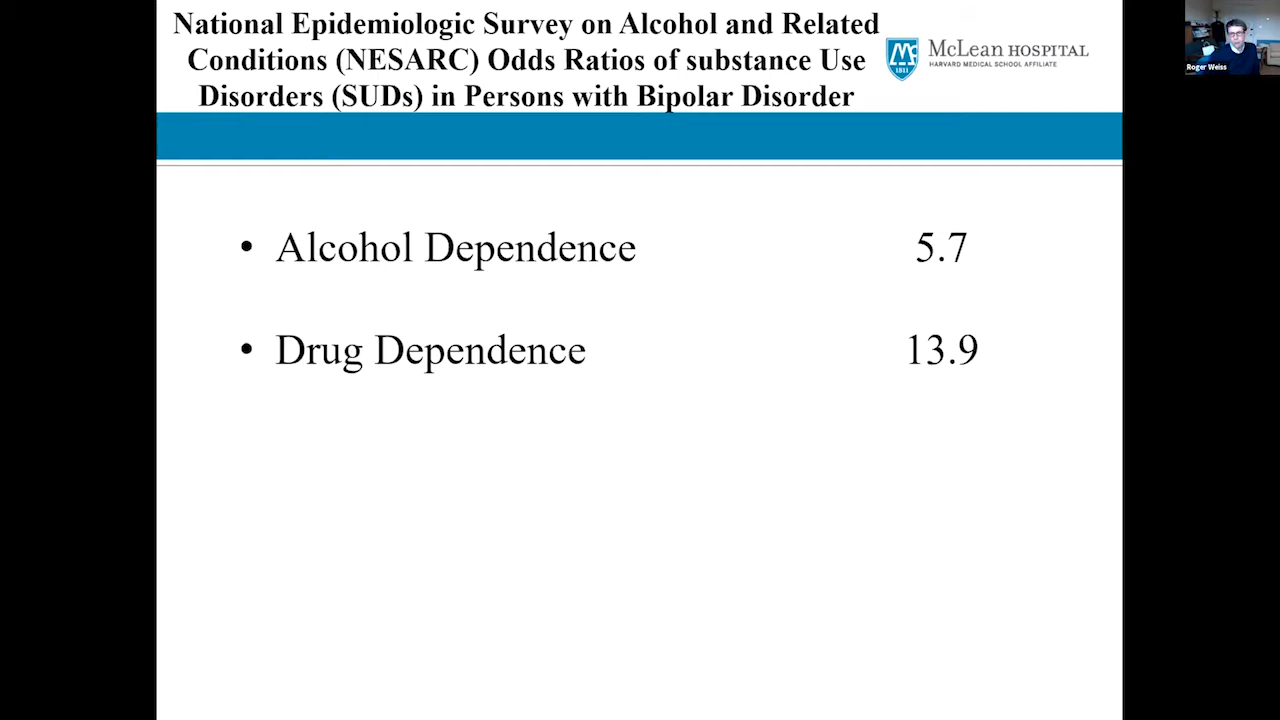 National Epidemiologic Survey on Alcohol and Related
Conditions (NESARC) Odds Ratios of substance Use
Disorders (SUDs) in Persons with Bipolar Disorder
McLean HOSPITAL
HARVARD MEDICAL SCHOOL AFFILIATE
1811
Roger Weiss
• Alcohol Dependence 5.7
• Drug Dependence 13.9